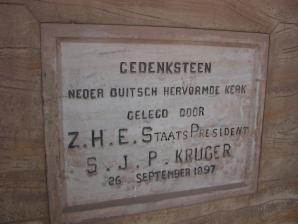 GEDENKSTEEN
NEDER DUITSCH HERVORMDE KERK
GELEGD DOOR
Z.H.E. STAATS PRESIDENT
S.J.P. KRUGER
26 SEPTEMBER 1897